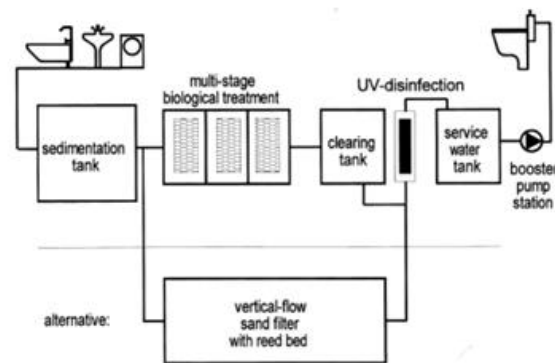 multi-stage
biological treatment
UV-disinfection
sedimentation
tank
clearing
tank
service
water
tank
booster
pump
station
alternative:
vertical-flow
sand filter
with reed bed